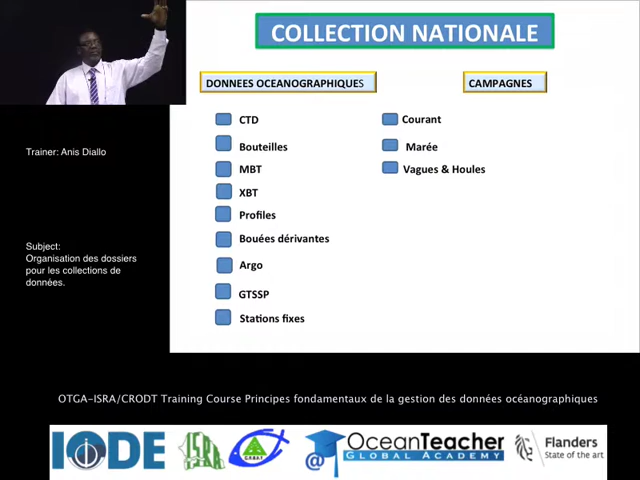 COLLECTION NATIONALE
DONNEES OCEANOGRAPHIQUES
CAMPAGNES
CTD
Bouteilles
MBT
XBT
Profiles
Bouées dérivantes
Argo
GTSSP
Stations fixes
Courant
Marée
Vagues & Houles
Trainer: Anis Diallo
Subject:
Organisation des dossiers
pour les collections de
données.
OTGA-ISRA/CRODT Training Course Principes fondamentaux de la gestion des données océanographiques
IODE
ISRA
@ OceanTeacher
GLOBAL ACADEMY
Flanders
State of the art